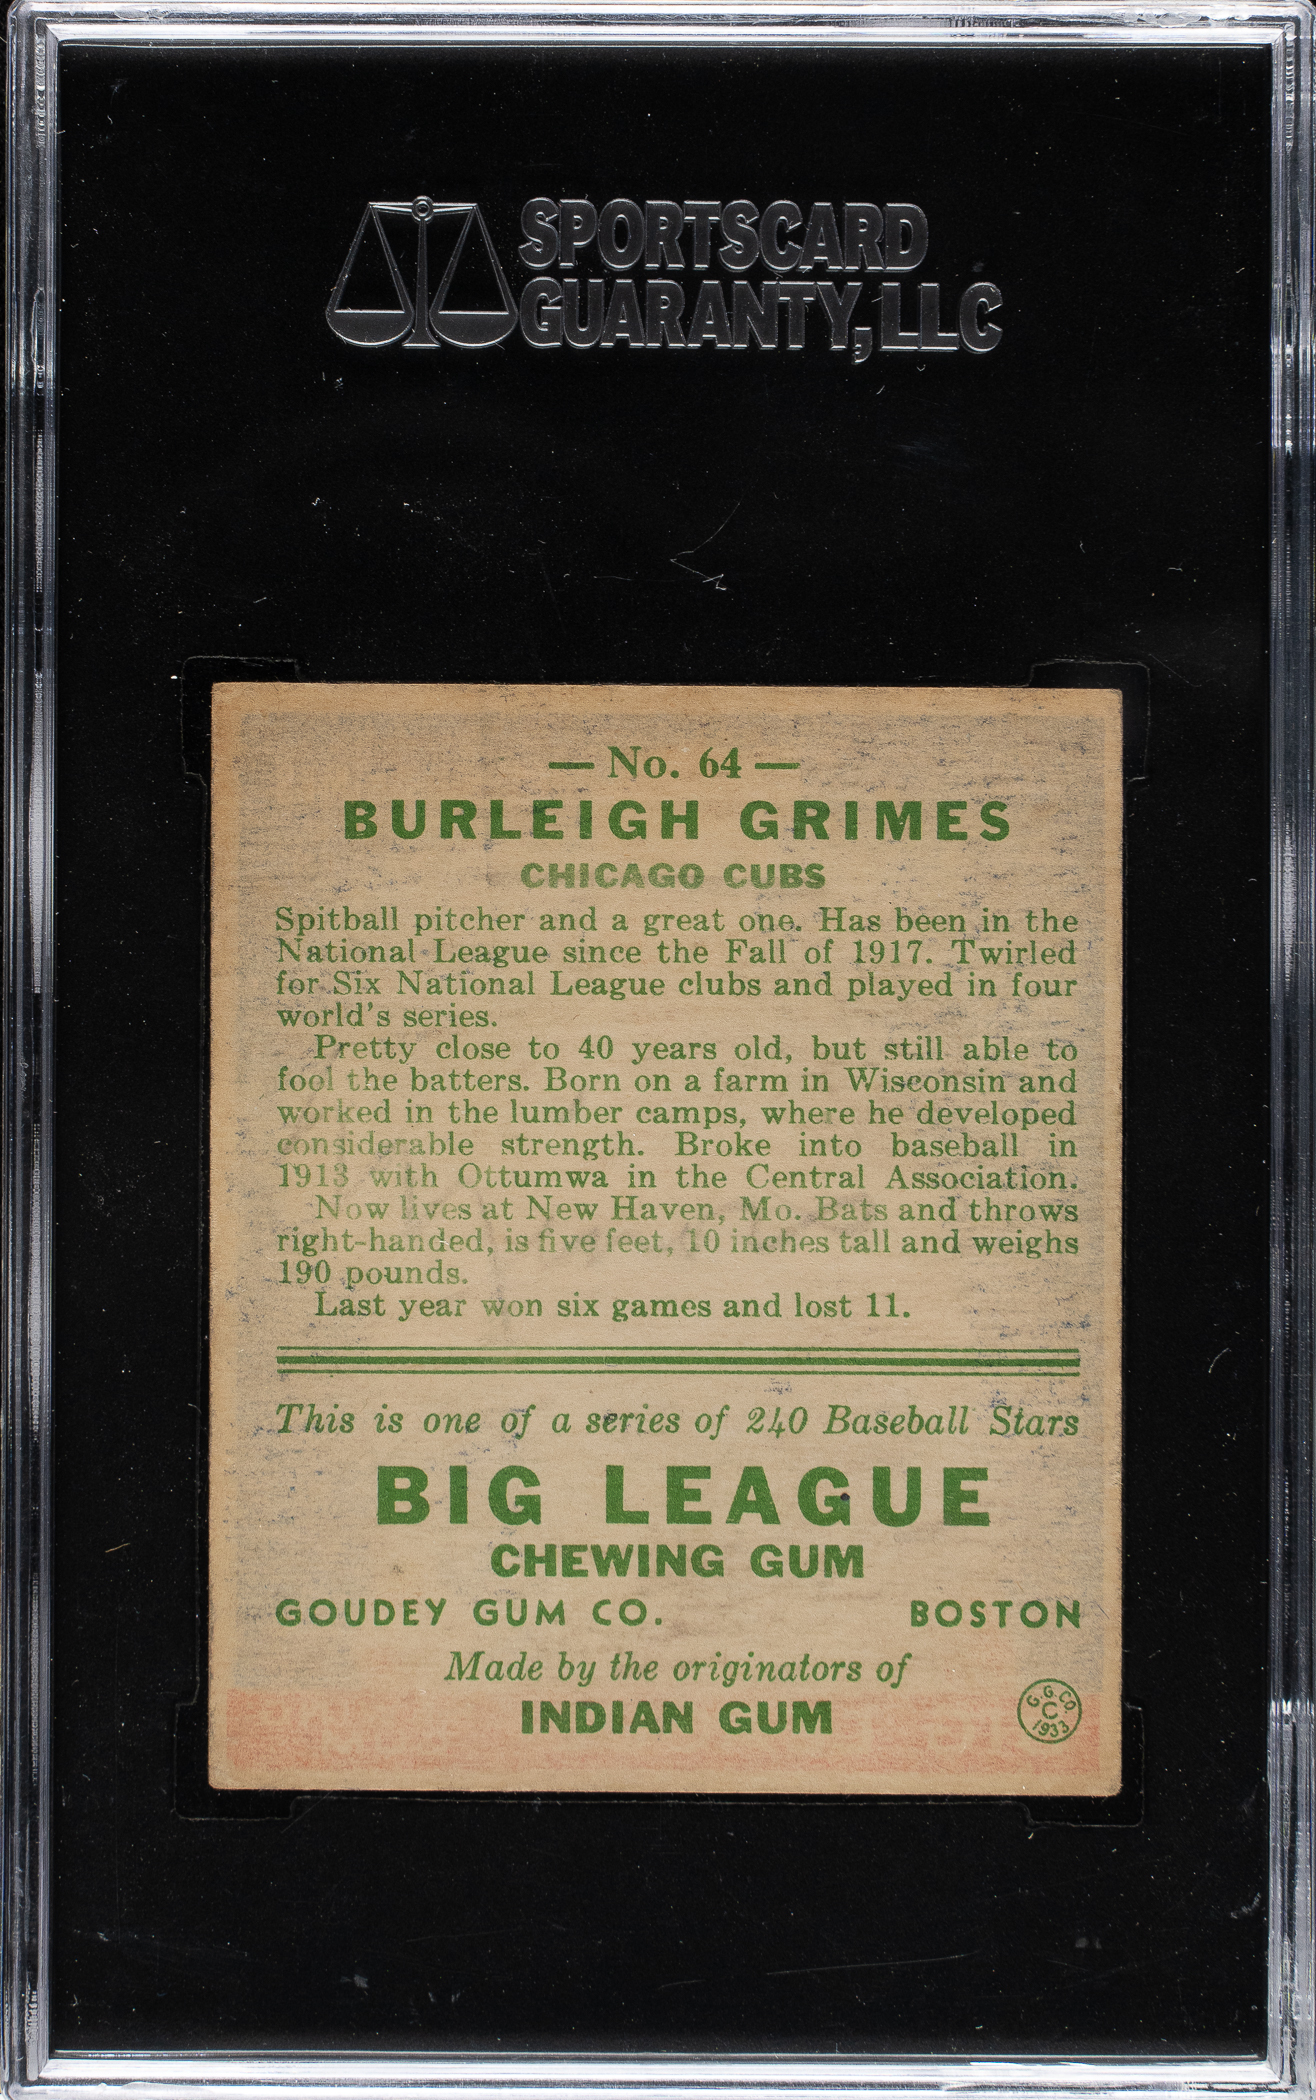 SPORTSCARD
GUARANTY, LLC
— No. 64 —
BURLEIGH GRIMES
CHICAGO CUBS
Spitball pitcher and a great one. Has been in the
National League since the Fall of 1917. Twirled
for Six National League clubs and played in four
world's series.
Pretty close to 40 years old, but still able to
fool the batters. Born on a farm in Wisconsin and
worked in the lumber camps, where he developed
considerable strength. Broke into baseball in
1913 with Ottumwa in the Central Association.
Now lives at New Haven, Mo. Bats and throws
right-handed, is five feet, 10 inches tall and weighs
190 pounds.
Last year won six games and lost 11.
This is one of a series of 240 Baseball Stars
BIG LEAGUE
CHEWING GUM
GOUDEY GUM CO. BOSTON
Made by the originators of
INDIAN GUM
G.G.CO.
C
1933